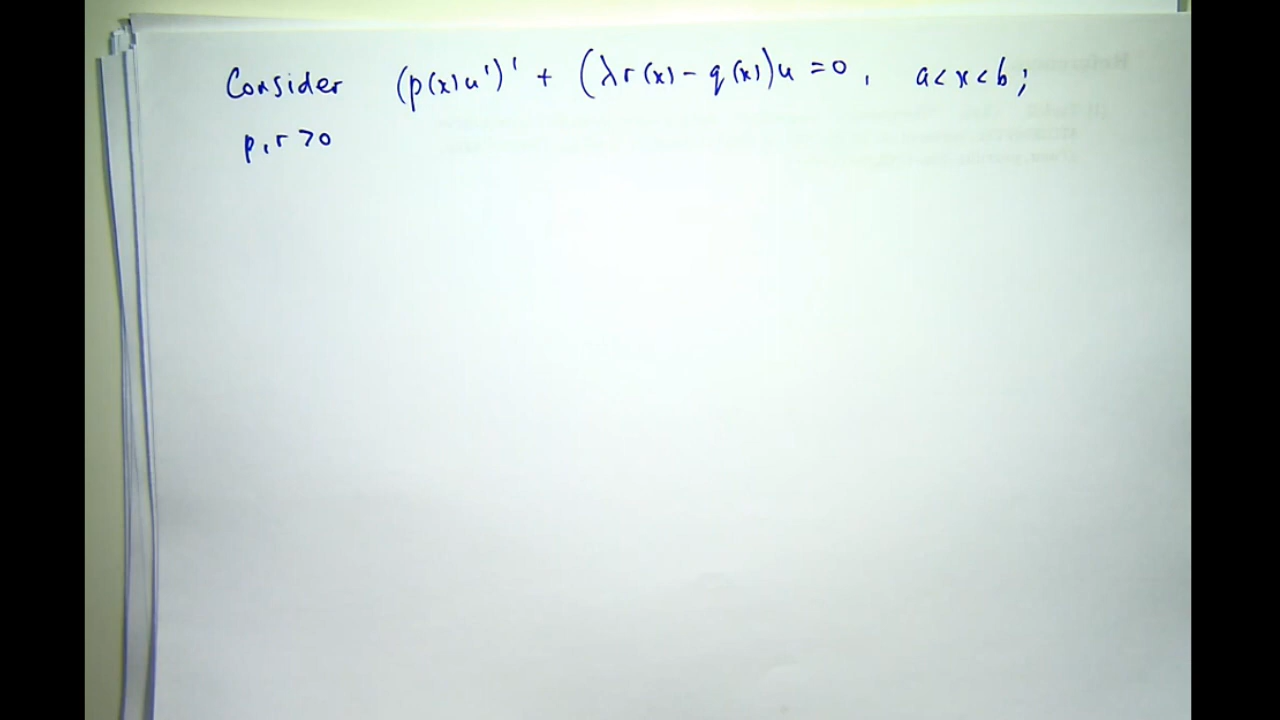 Consider (p(x)u')' + (λr(x) - q(x))u = 0, a < x < b;
p, r > 0